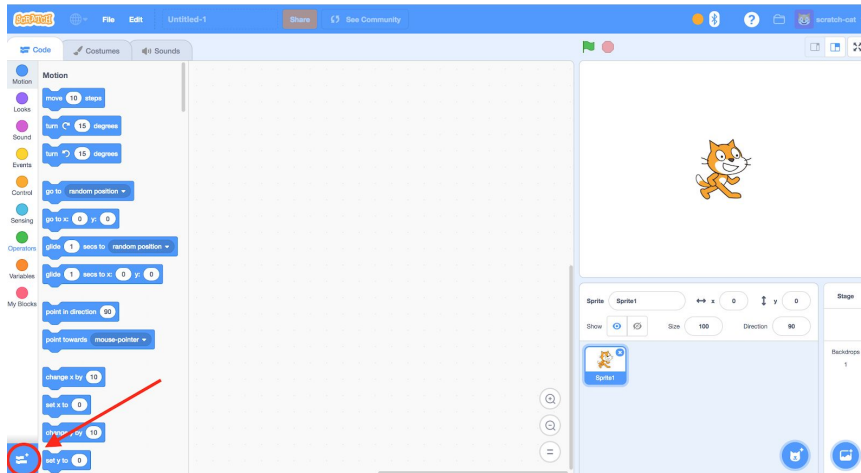 SCRATCH File Edit Untitled-1 Share See Community ? scratch-cat
Code Costumes Sounds
Motion
Looks
Sound
Events
Control
Sensing
Operators
Variables
My Blocks
Motion
move 10 steps
turn 15 degrees
turn 15 degrees
go to random position
go to x: 0 y: 0
glide 1 secs to random position
glide 1 secs to x: 0 y: 0
point in direction 90
point towards mouse-pointer
change x by 10
set x to 0
change y by 10
set y to 0
Sprite Sprite1 x 0 y 0
Show Size 100 Direction 90
Sprite1
Stage
Backdrops
1